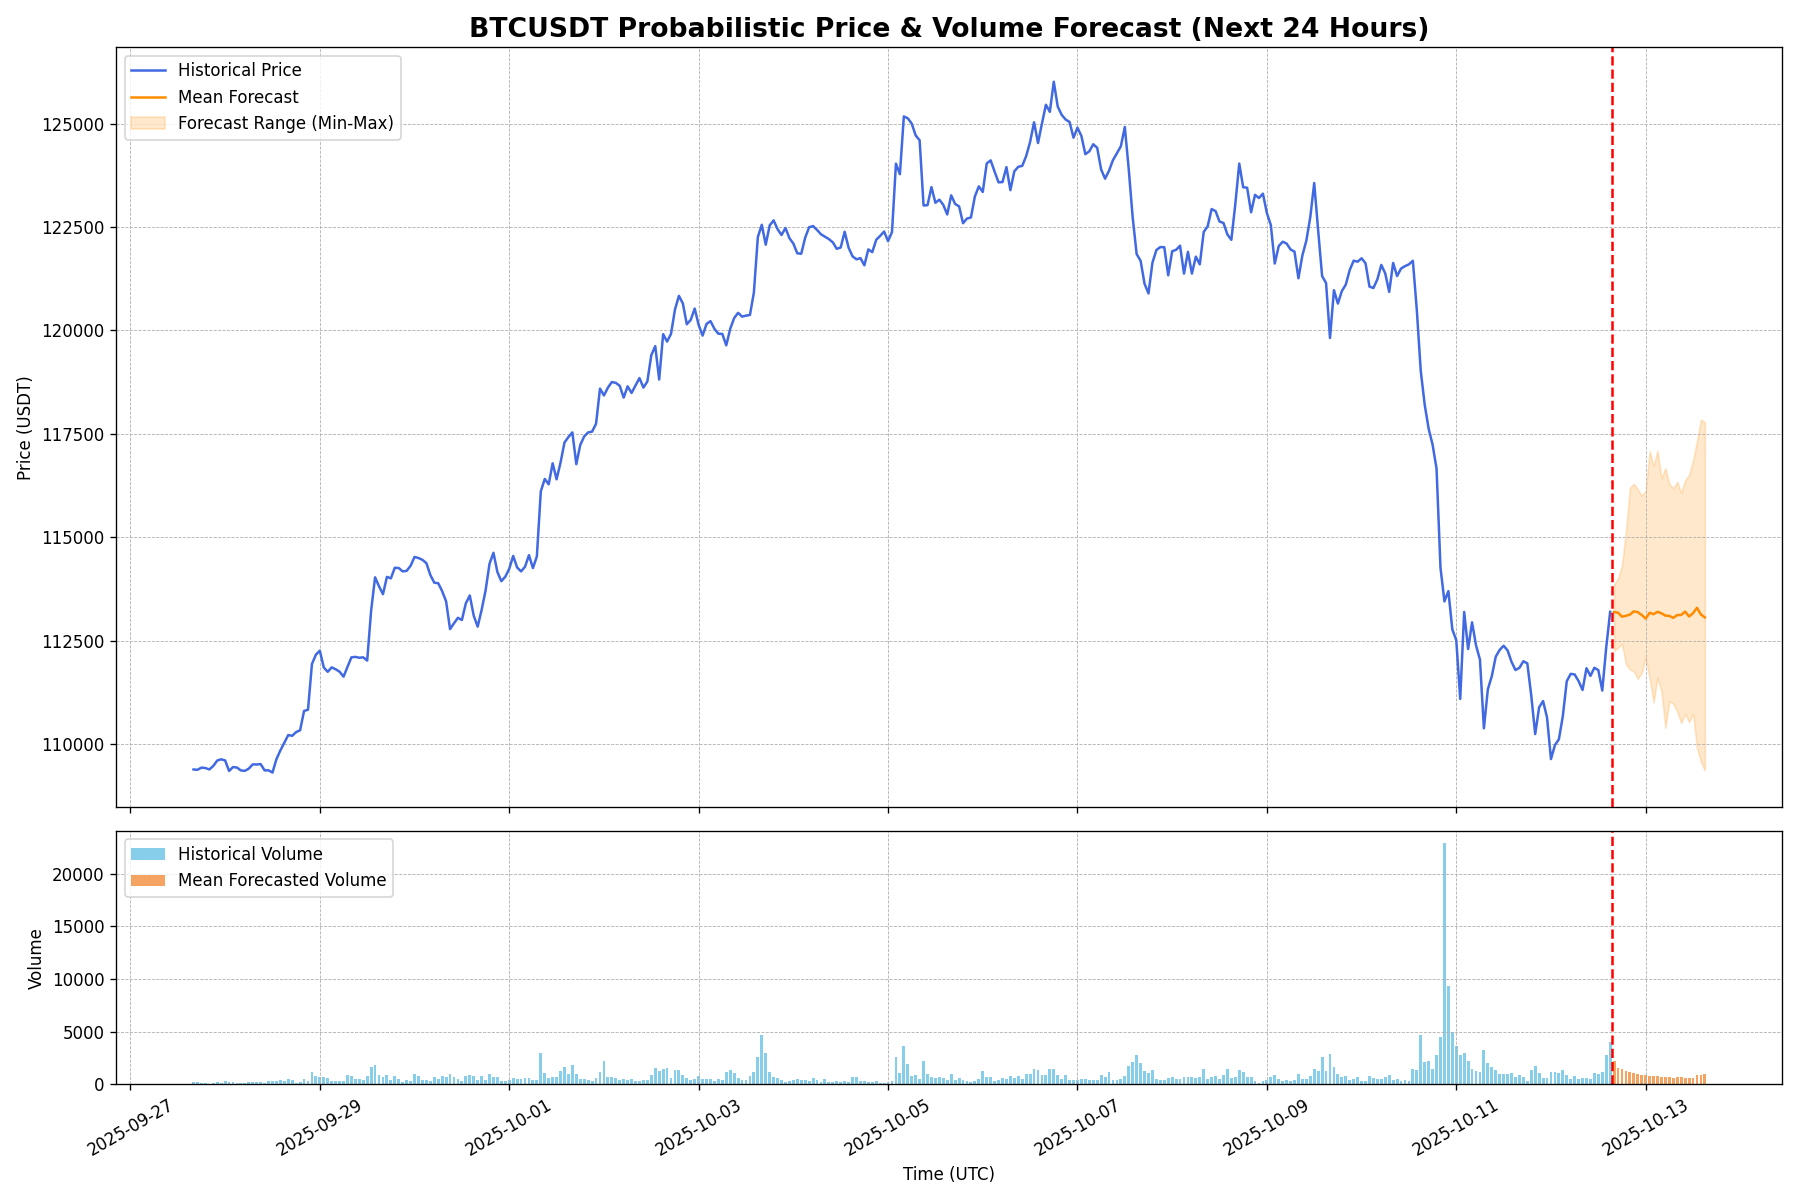 BTCUSDT Probabilistic Price & Volume Forecast (Next 24 Hours)
Historical Price
Mean Forecast
Forecast Range (Min-Max)
Price (USDT)
125000
122500
120000
117500
115000
112500
110000
Historical Volume
Mean Forecasted Volume
Volume
20000
15000
10000
5000
0
2025-09-27
2025-09-29
2025-10-01
2025-10-03
2025-10-05
2025-10-07
2025-10-09
2025-10-11
2025-10-13
Time (UTC)